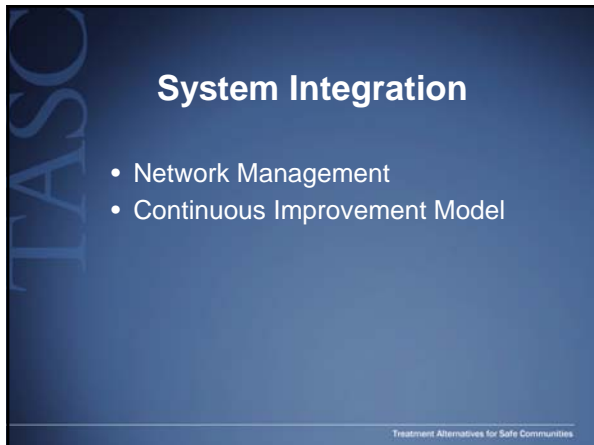 TASC
System Integration
• Network Management
• Continuous Improvement Model
Treatment Alternatives for Safe Communities